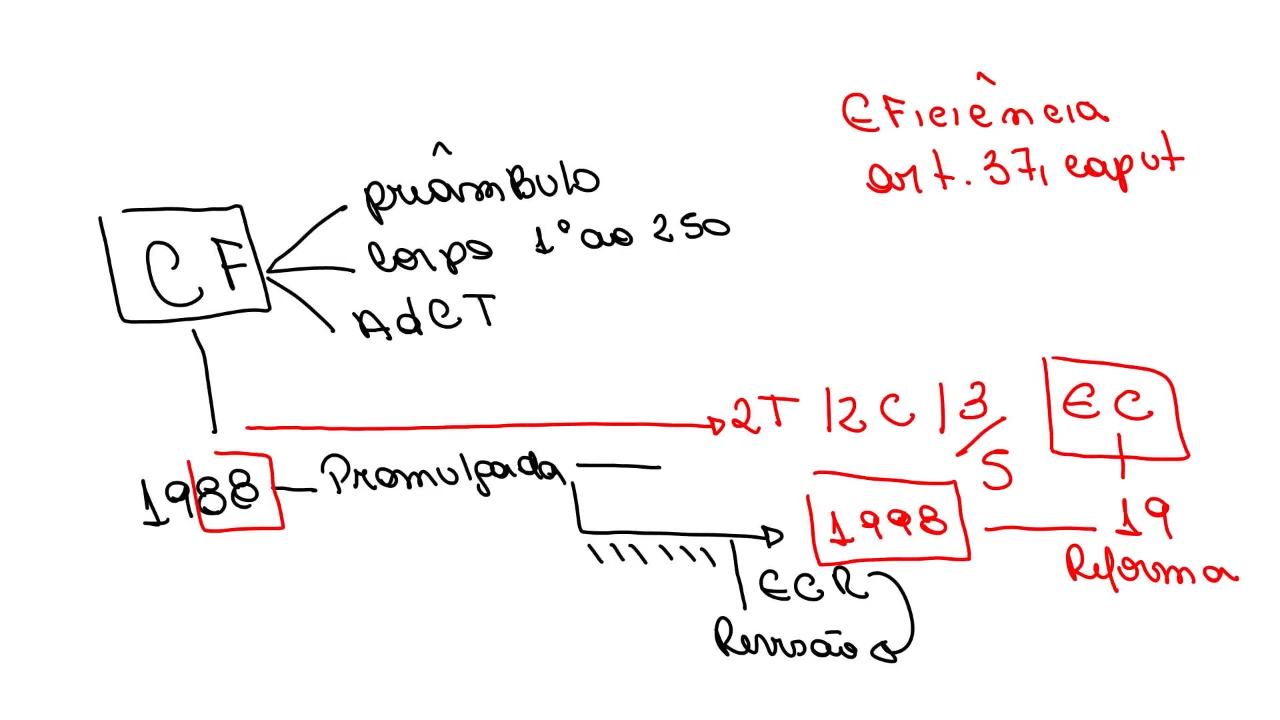 Eficiência
art. 37, caput
preâmbulo
CF
corpo 1º ao 250
ADCT
2T / 2C / 3/5
EC
1988
Promulgada
1998
19
Reforma
ECR
Revisão